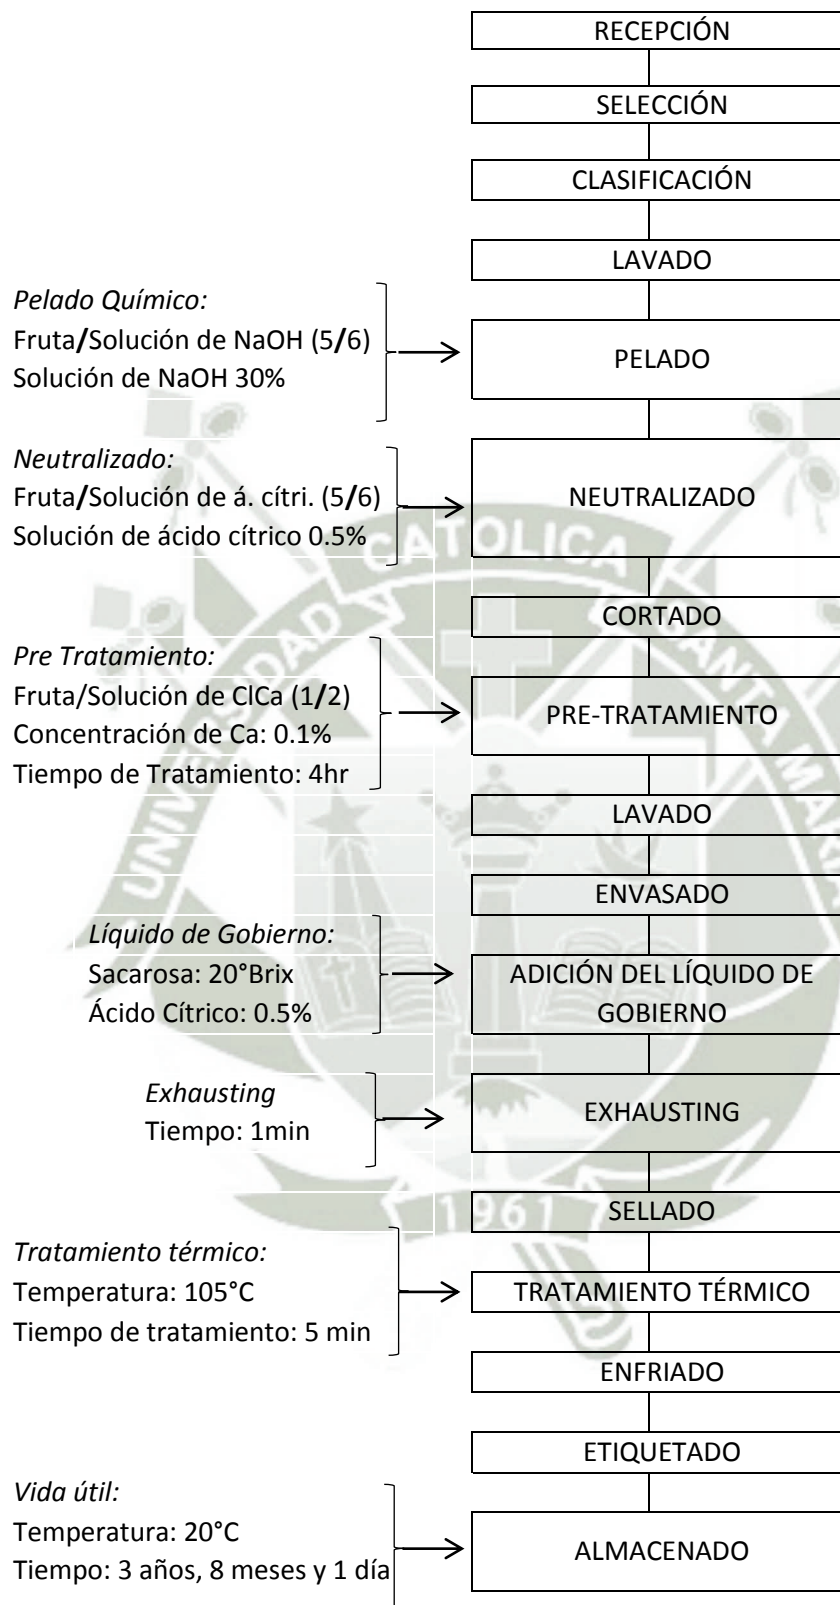 RECEPCIÓN
SELECCIÓN
CLASIFICACIÓN
LAVADO
Pelado Químico:
Fruta/Solución de NaOH (5/6)
Solución de NaOH 30%
PELADO
Neutralizado:
Fruta/Solución de á. cítri. (5/6)
Solución de ácido cítrico 0.5%
NEUTRALIZADO
CORTADO
Pre Tratamiento:
Fruta/Solución de ClCa (1/2)
Concentración de Ca: 0.1%
Tiempo de Tratamiento: 4hr
PRE-TRATAMIENTO
LAVADO
ENVASADO
Líquido de Gobierno:
Sacarosa: 20°Brix
Ácido Cítrico: 0.5%
ADICIÓN DEL LÍQUIDO DE
GOBIERNO
Exhausting
Tiempo: 1min
EXHAUSTING
SELLADO
Tratamiento térmico:
Temperatura: 105°C
Tiempo de tratamiento: 5 min
TRATAMIENTO TÉRMICO
ENFRIADO
ETIQUETADO
Vida útil:
Temperatura: 20°C
Tiempo: 3 años, 8 meses y 1 día
ALMACENADO
UNIVERSIDAD CATOLICA SANTA MARIA
1961